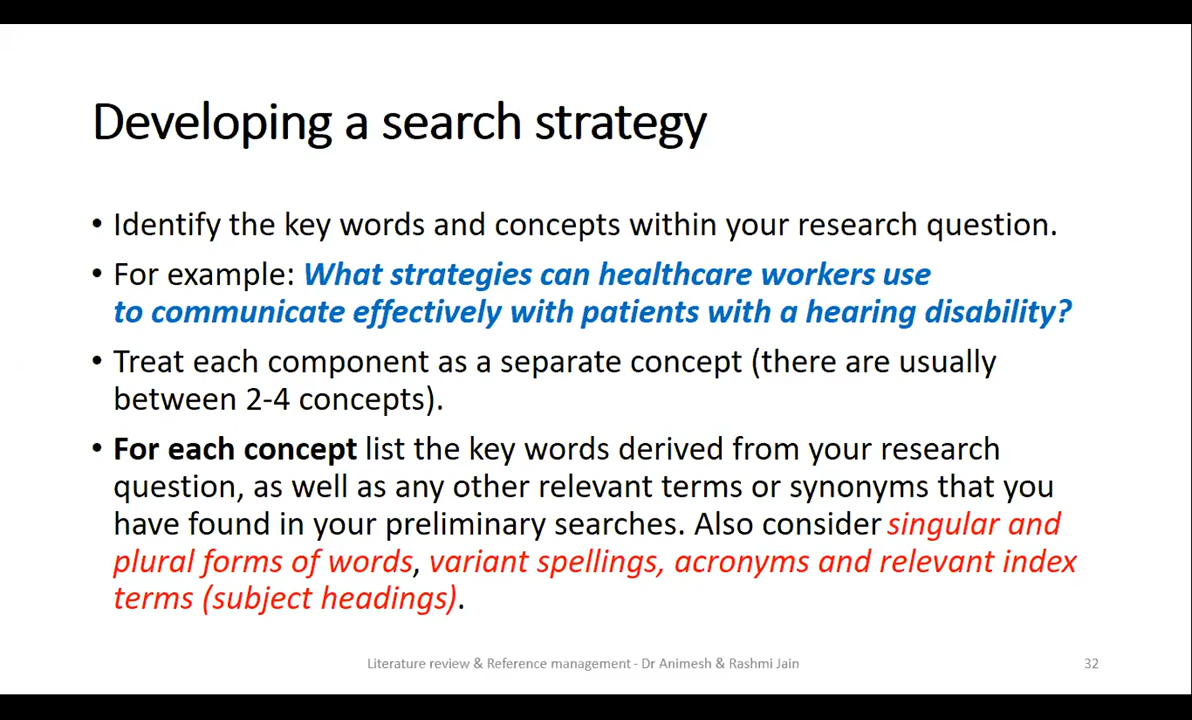 Developing a search strategy
• Identify the key words and concepts within your research question.
• For example: What strategies can healthcare workers use
to communicate effectively with patients with a hearing disability?
• Treat each component as a separate concept (there are usually
between 2-4 concepts).
• For each concept list the key words derived from your research
question, as well as any other relevant terms or synonyms that you
have found in your preliminary searches. Also consider singular and
plural forms of words, variant spellings, acronyms and relevant index
terms (subject headings).
Literature review & Reference management - Dr Animesh & Rashmi Jain
32